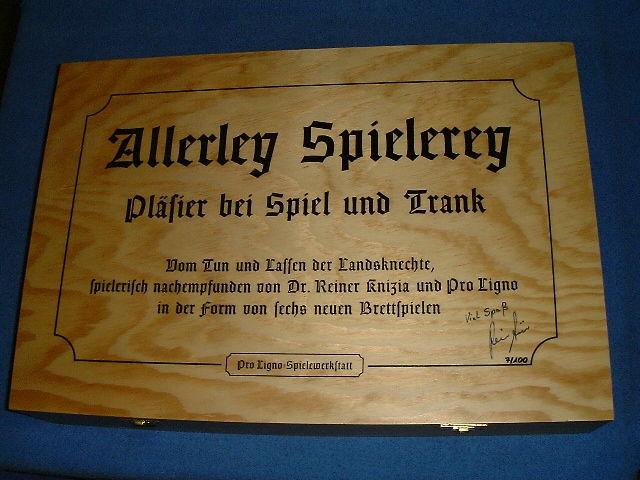 Allerley Spielerey
Pläſier bei Spiel und Trank
Vom Tun und Laſſen der Landsknechte,
ſpieleriſch nachempfunden von Dr. Reiner Knizia und Pro Ligno
in der Form von ſechs neuen Brettſpielen
Viel Spaß
7/100
Pro Ligno Spielewerkſtatt